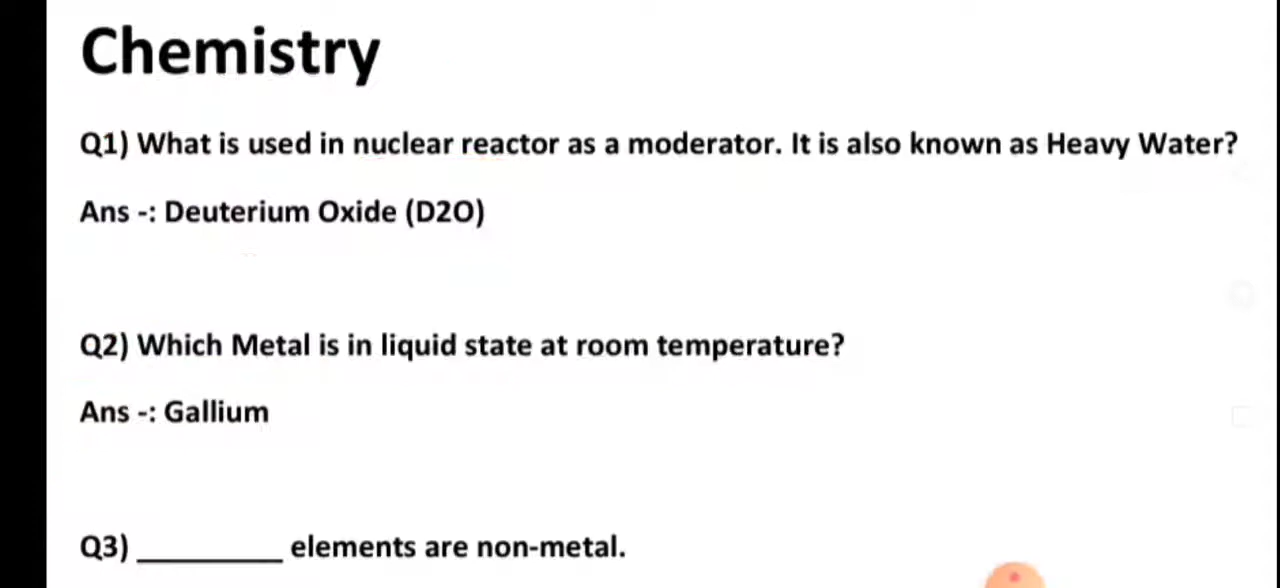 Chemistry
Q1) What is used in nuclear reactor as a moderator. It is also known as Heavy Water?
Ans -: Deuterium Oxide (D2O)
Q2) Which Metal is in liquid state at room temperature?
Ans -: Gallium
Q3) __________ elements are non-metal.